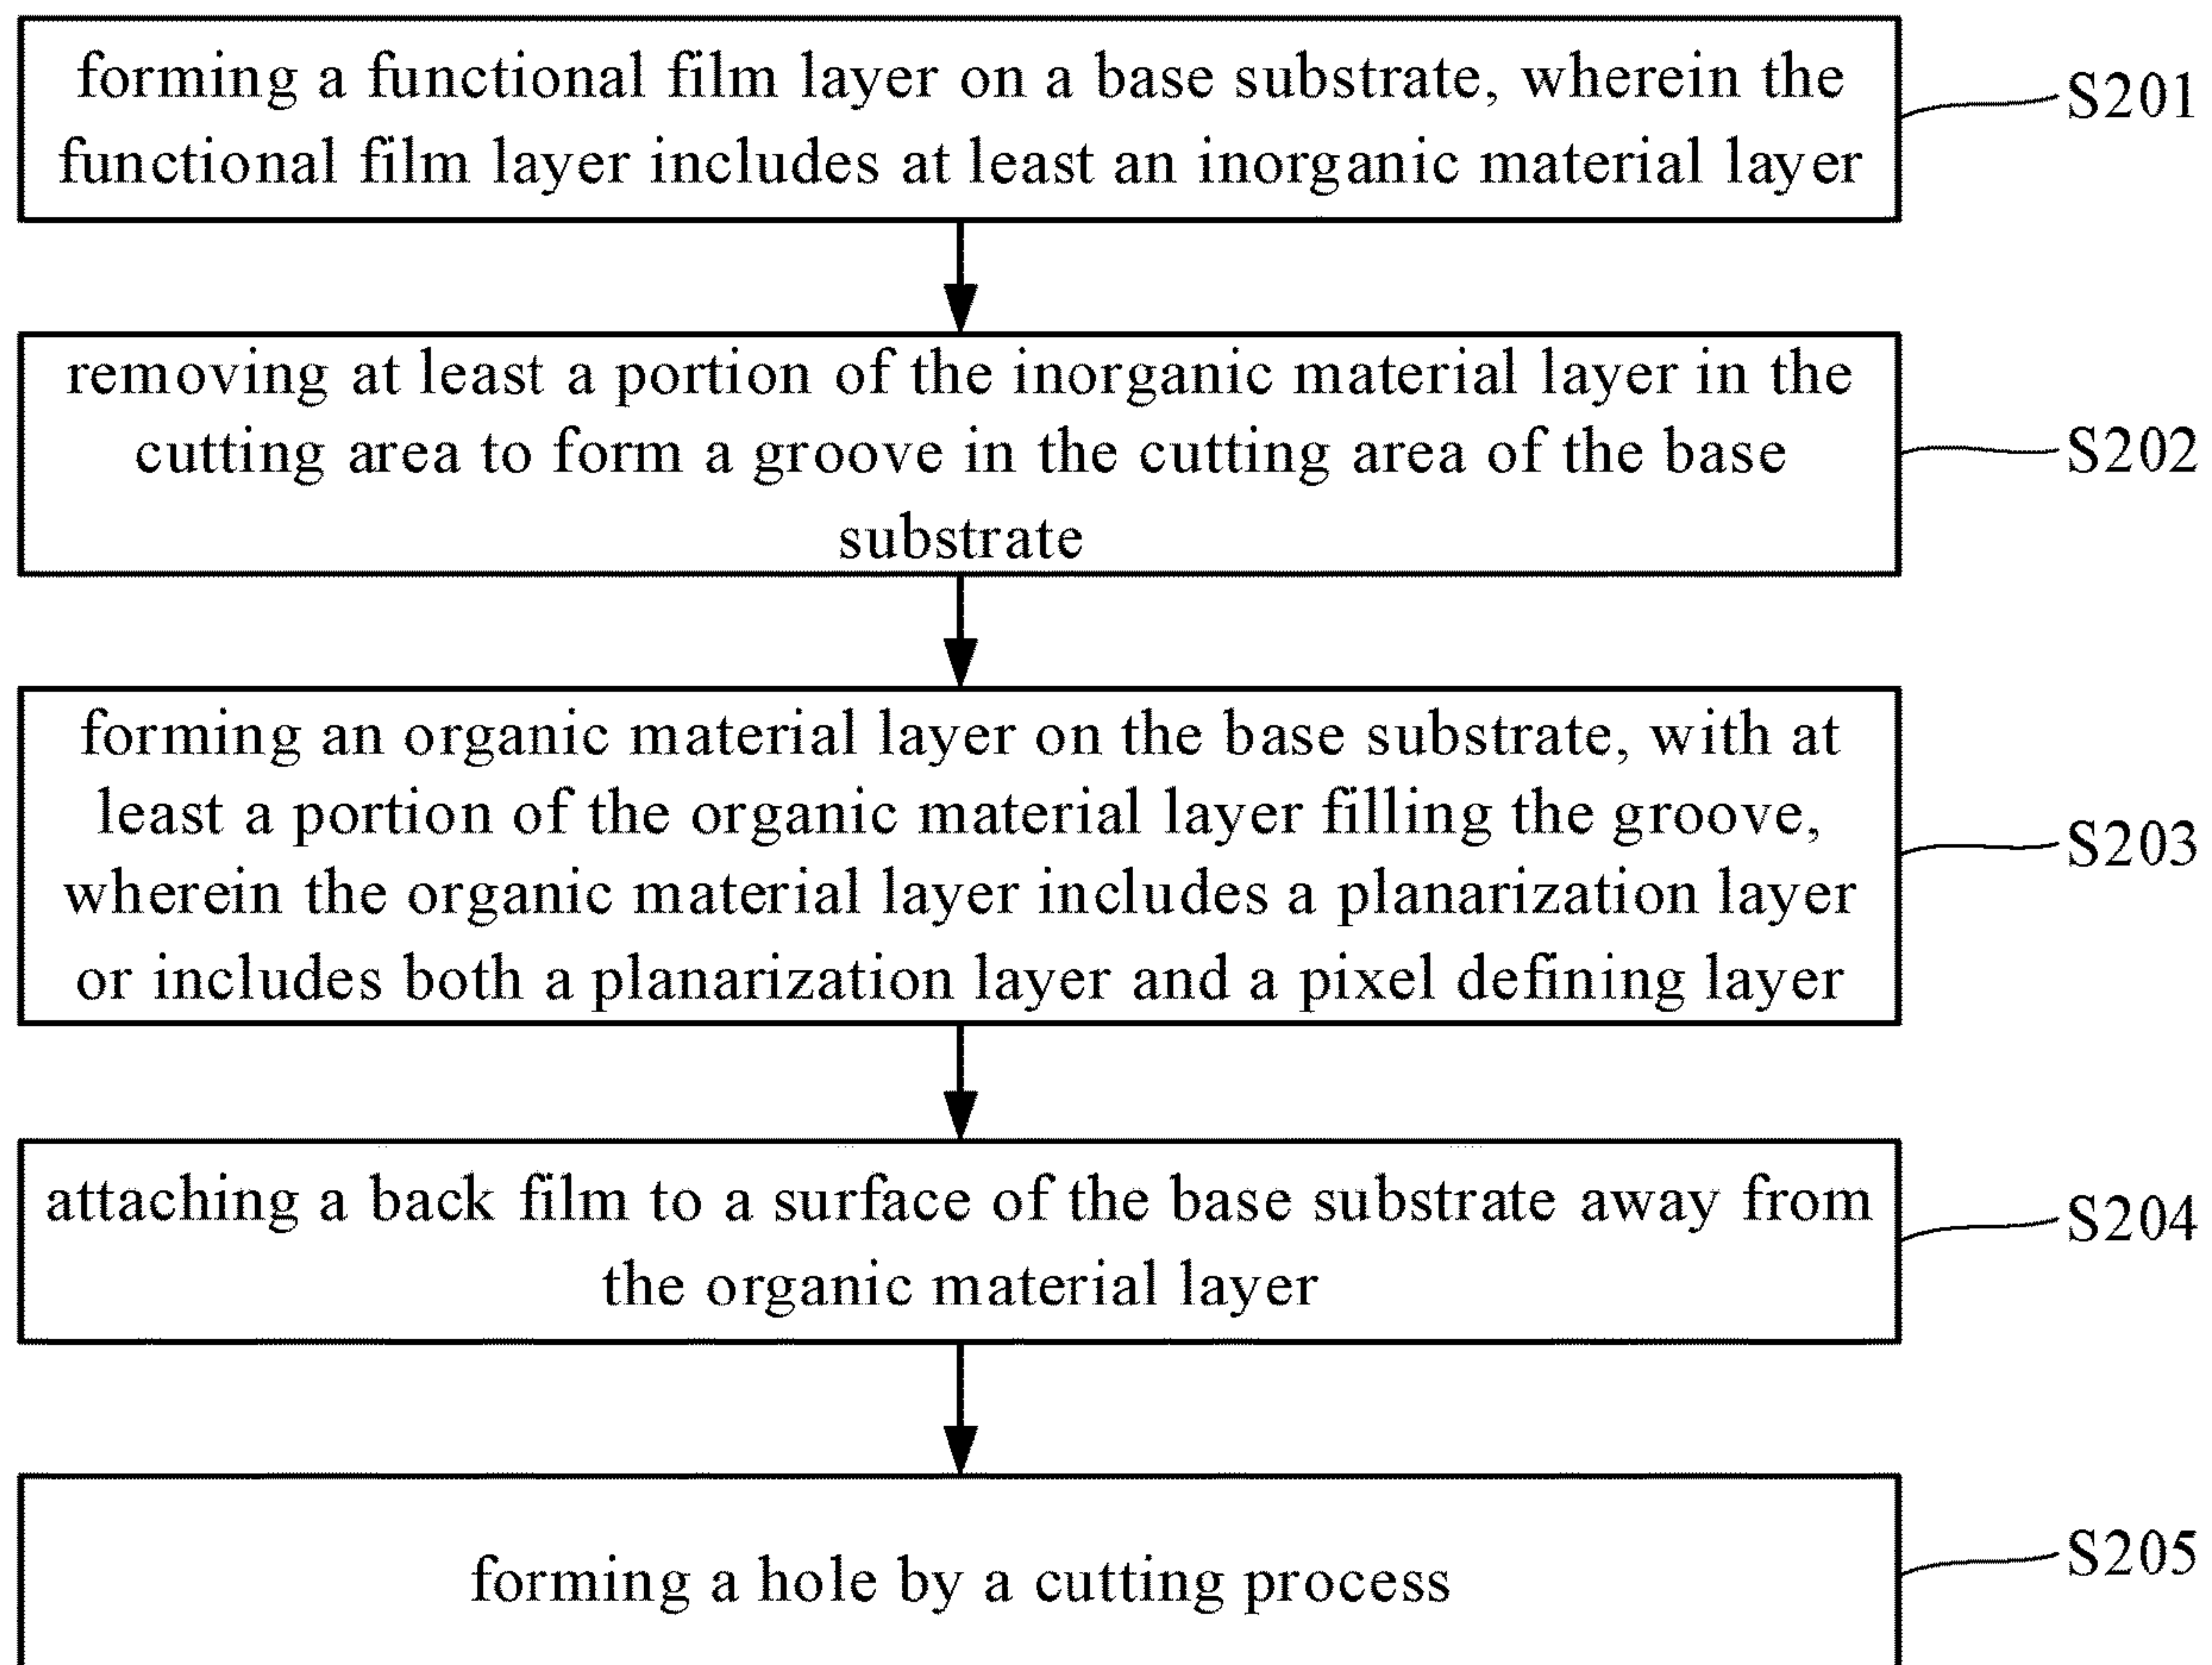 forming a functional film layer on a base substrate, wherein the
functional film layer includes at least an inorganic material layer
S201
removing at least a portion of the inorganic material layer in the
cutting area to form a groove in the cutting area of the base
substrate
S202
forming an organic material layer on the base substrate, with at
least a portion of the organic material layer filling the groove,
wherein the organic material layer includes a planarization layer
or includes both a planarization layer and a pixel defining layer
S203
attaching a back film to a surface of the base substrate away from
the organic material layer
S204
forming a hole by a cutting process
S205